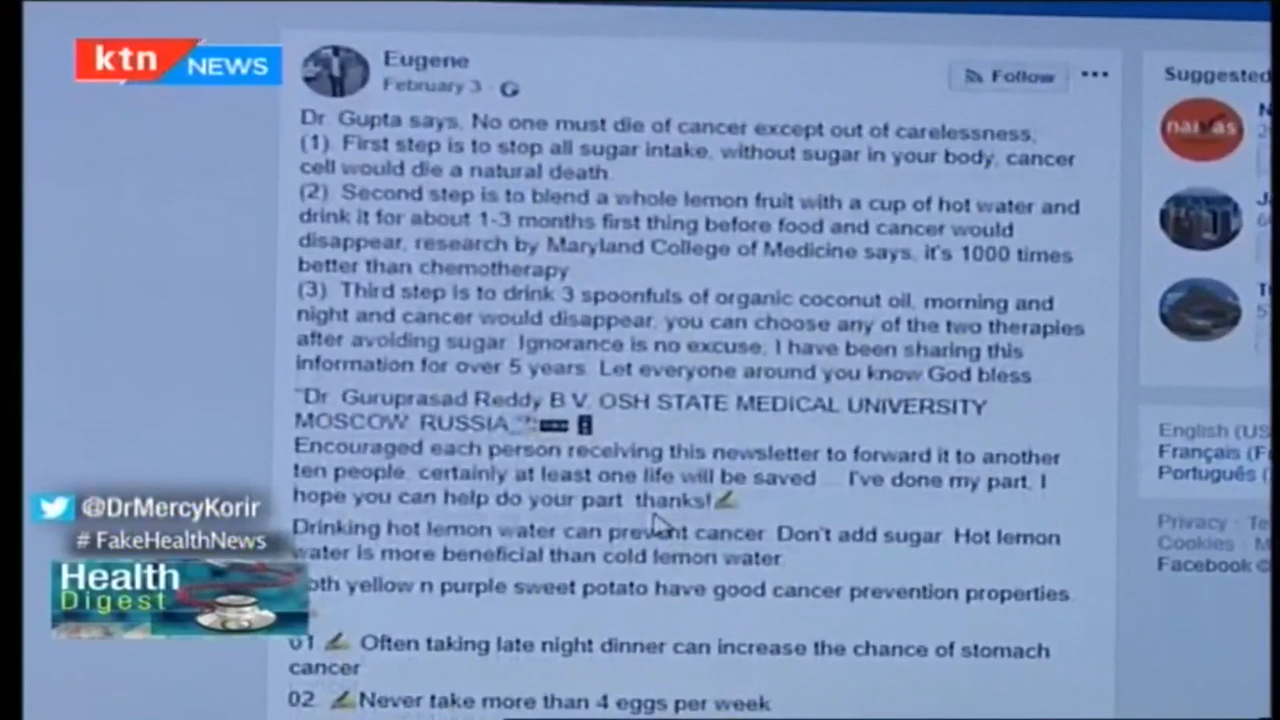 ktn NEWS
Eugene
February 3
Follow
Dr. Gupta says, No one must die of cancer except out of carelessness;
(1). First step is to stop all sugar intake, without sugar in your body, cancer
cell would die a natural death.
(2). Second step is to blend a whole lemon fruit with a cup of hot water and
drink it for about 1-3 months first thing before food and cancer would
disappear, research by Maryland College of Medicine says, it's 1000 times
better than chemotherapy.
(3). Third step is to drink 3 spoonfuls of organic coconut oil, morning and
night and cancer would disappear, you can choose any of the two therapies
after avoiding sugar. Ignorance is no excuse; I have been sharing this
information for over 5 years. Let everyone around you know. God bless.
"Dr. Guruprasad Reddy B V, OSH STATE MEDICAL UNIVERSITY
MOSCOW, RUSSIA
Encouraged each person receiving this newsletter to forward it to another
ten people, certainly at least one life will be saved ... I've done my part, I
hope you can help do your part. thanks!
Drinking hot lemon water can prevent cancer. Don't add sugar. Hot lemon
water is more beneficial than cold lemon water.
oth yellow n purple sweet potato have good cancer prevention properties.
01 Often taking late night dinner can increase the chance of stomach
cancer
02 Never take more than 4 eggs per week
Suggested
English (US
Français (F
Português (
Privacy · Te
Cookies ·
Facebook ©
@DrMercyKorir
# FakeHealthNews
Health
Digest